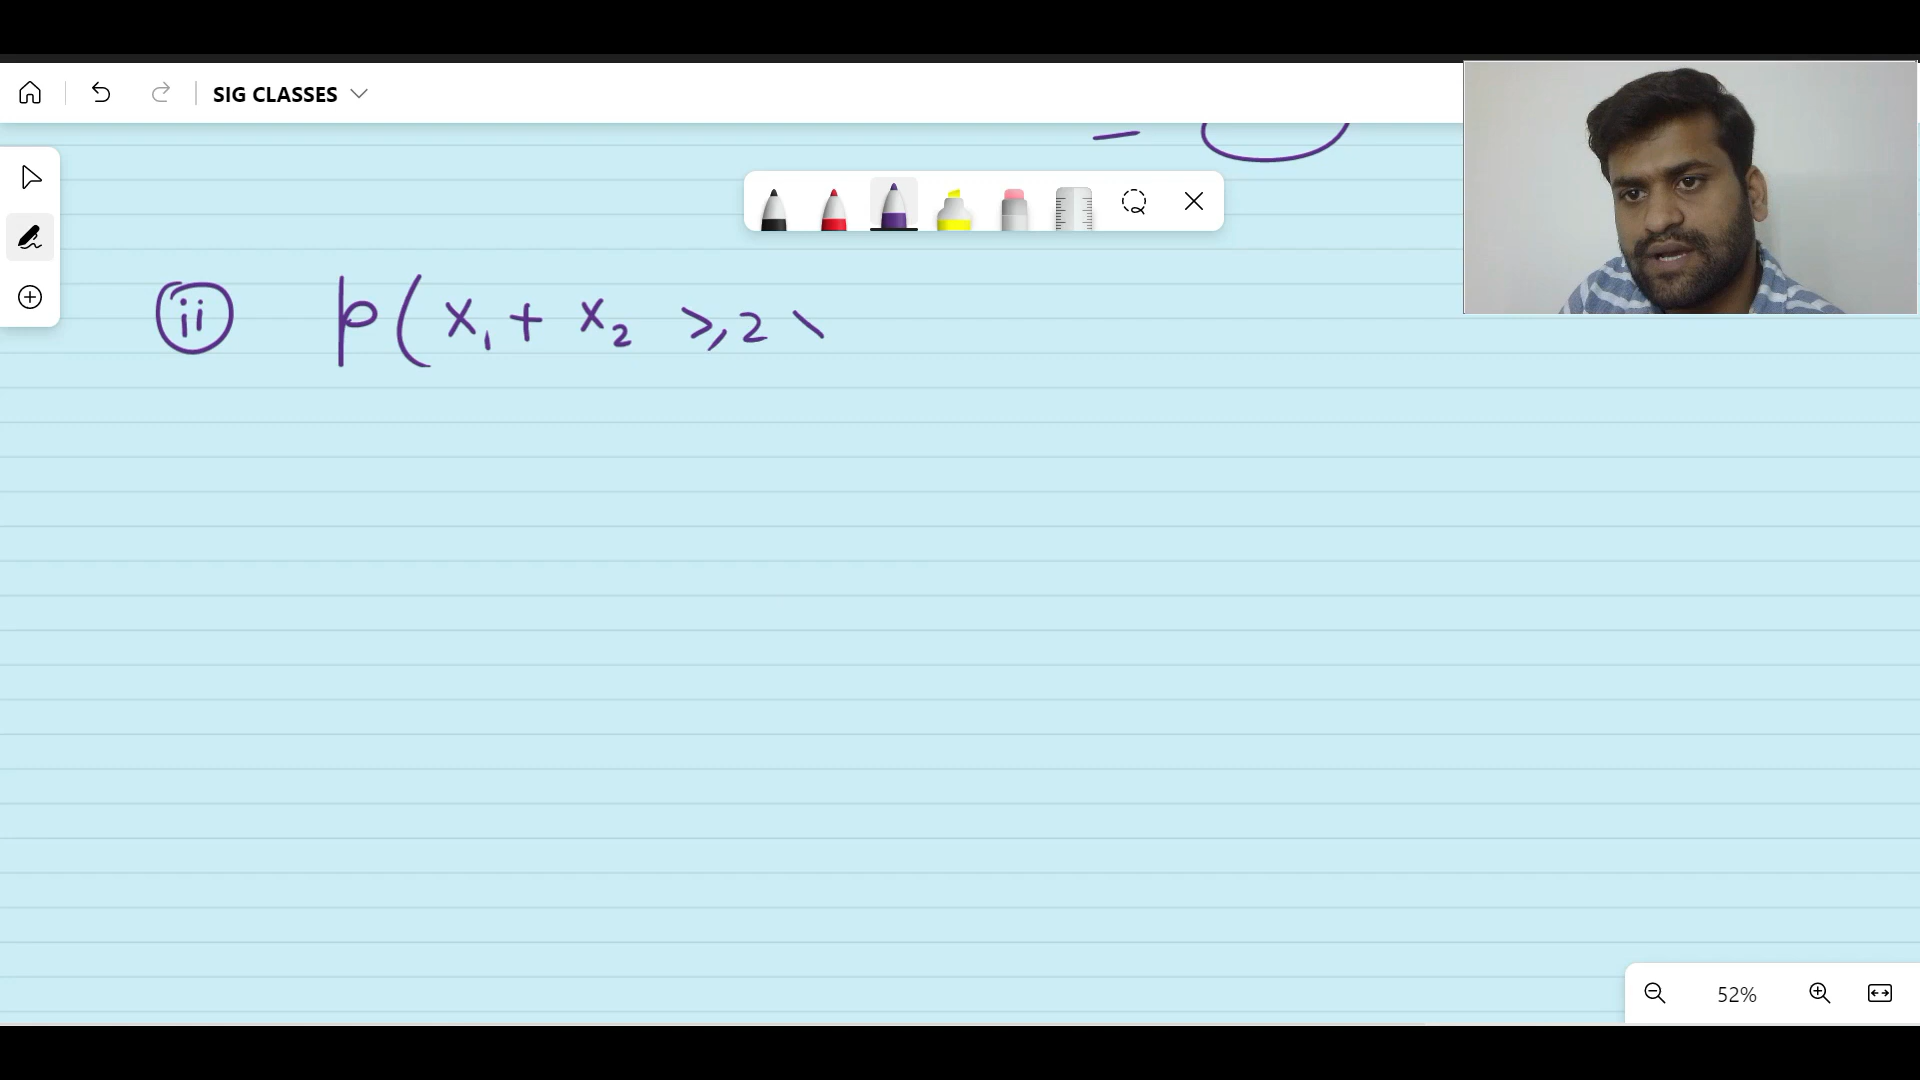 SIG CLASSES
=
(ii) P(X₁ + X₂ ≥ 2 \
52%